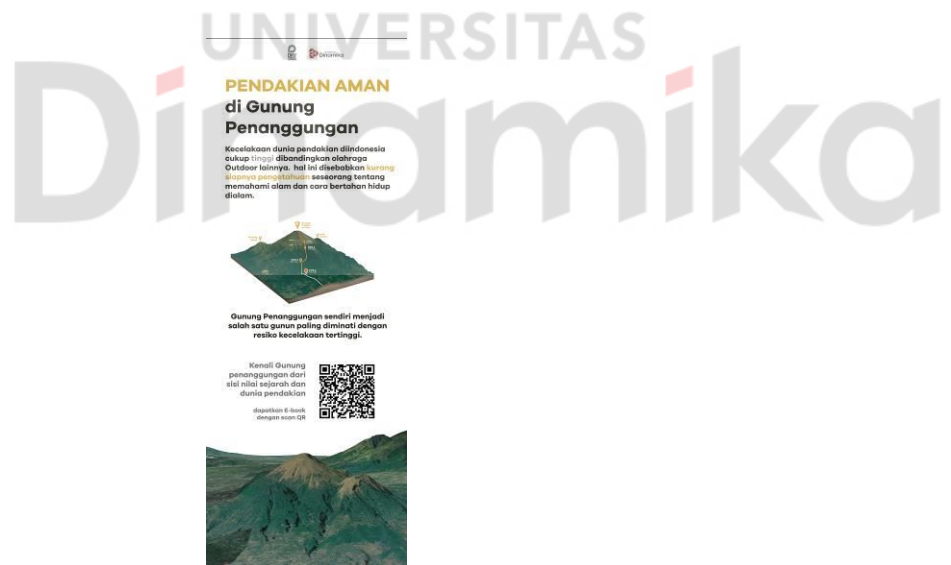 UNIVERSITAS
Dinamika
Dinamika
PENDAKIAN AMAN
di Gunung
Penanggungan
Kecelakaan dunia pendakian diindonesia
cukup tinggi dibandingkan olahraga
Outdoor lainnya. hal ini disebabkan kurang
siapnya pengetahuan seseorang tentang
memahami alam dan cara bertahan hidup
dialam.
Gunung Penanggungan sendiri menjadi
salah satu gunun paling diminati dengan
resiko kecelakaan tertinggi.
Kenali Gunung
penanggungan dari
sisi nilai sejarah dan
dunia pendakian
dapatkan E-book
dengan scan QR